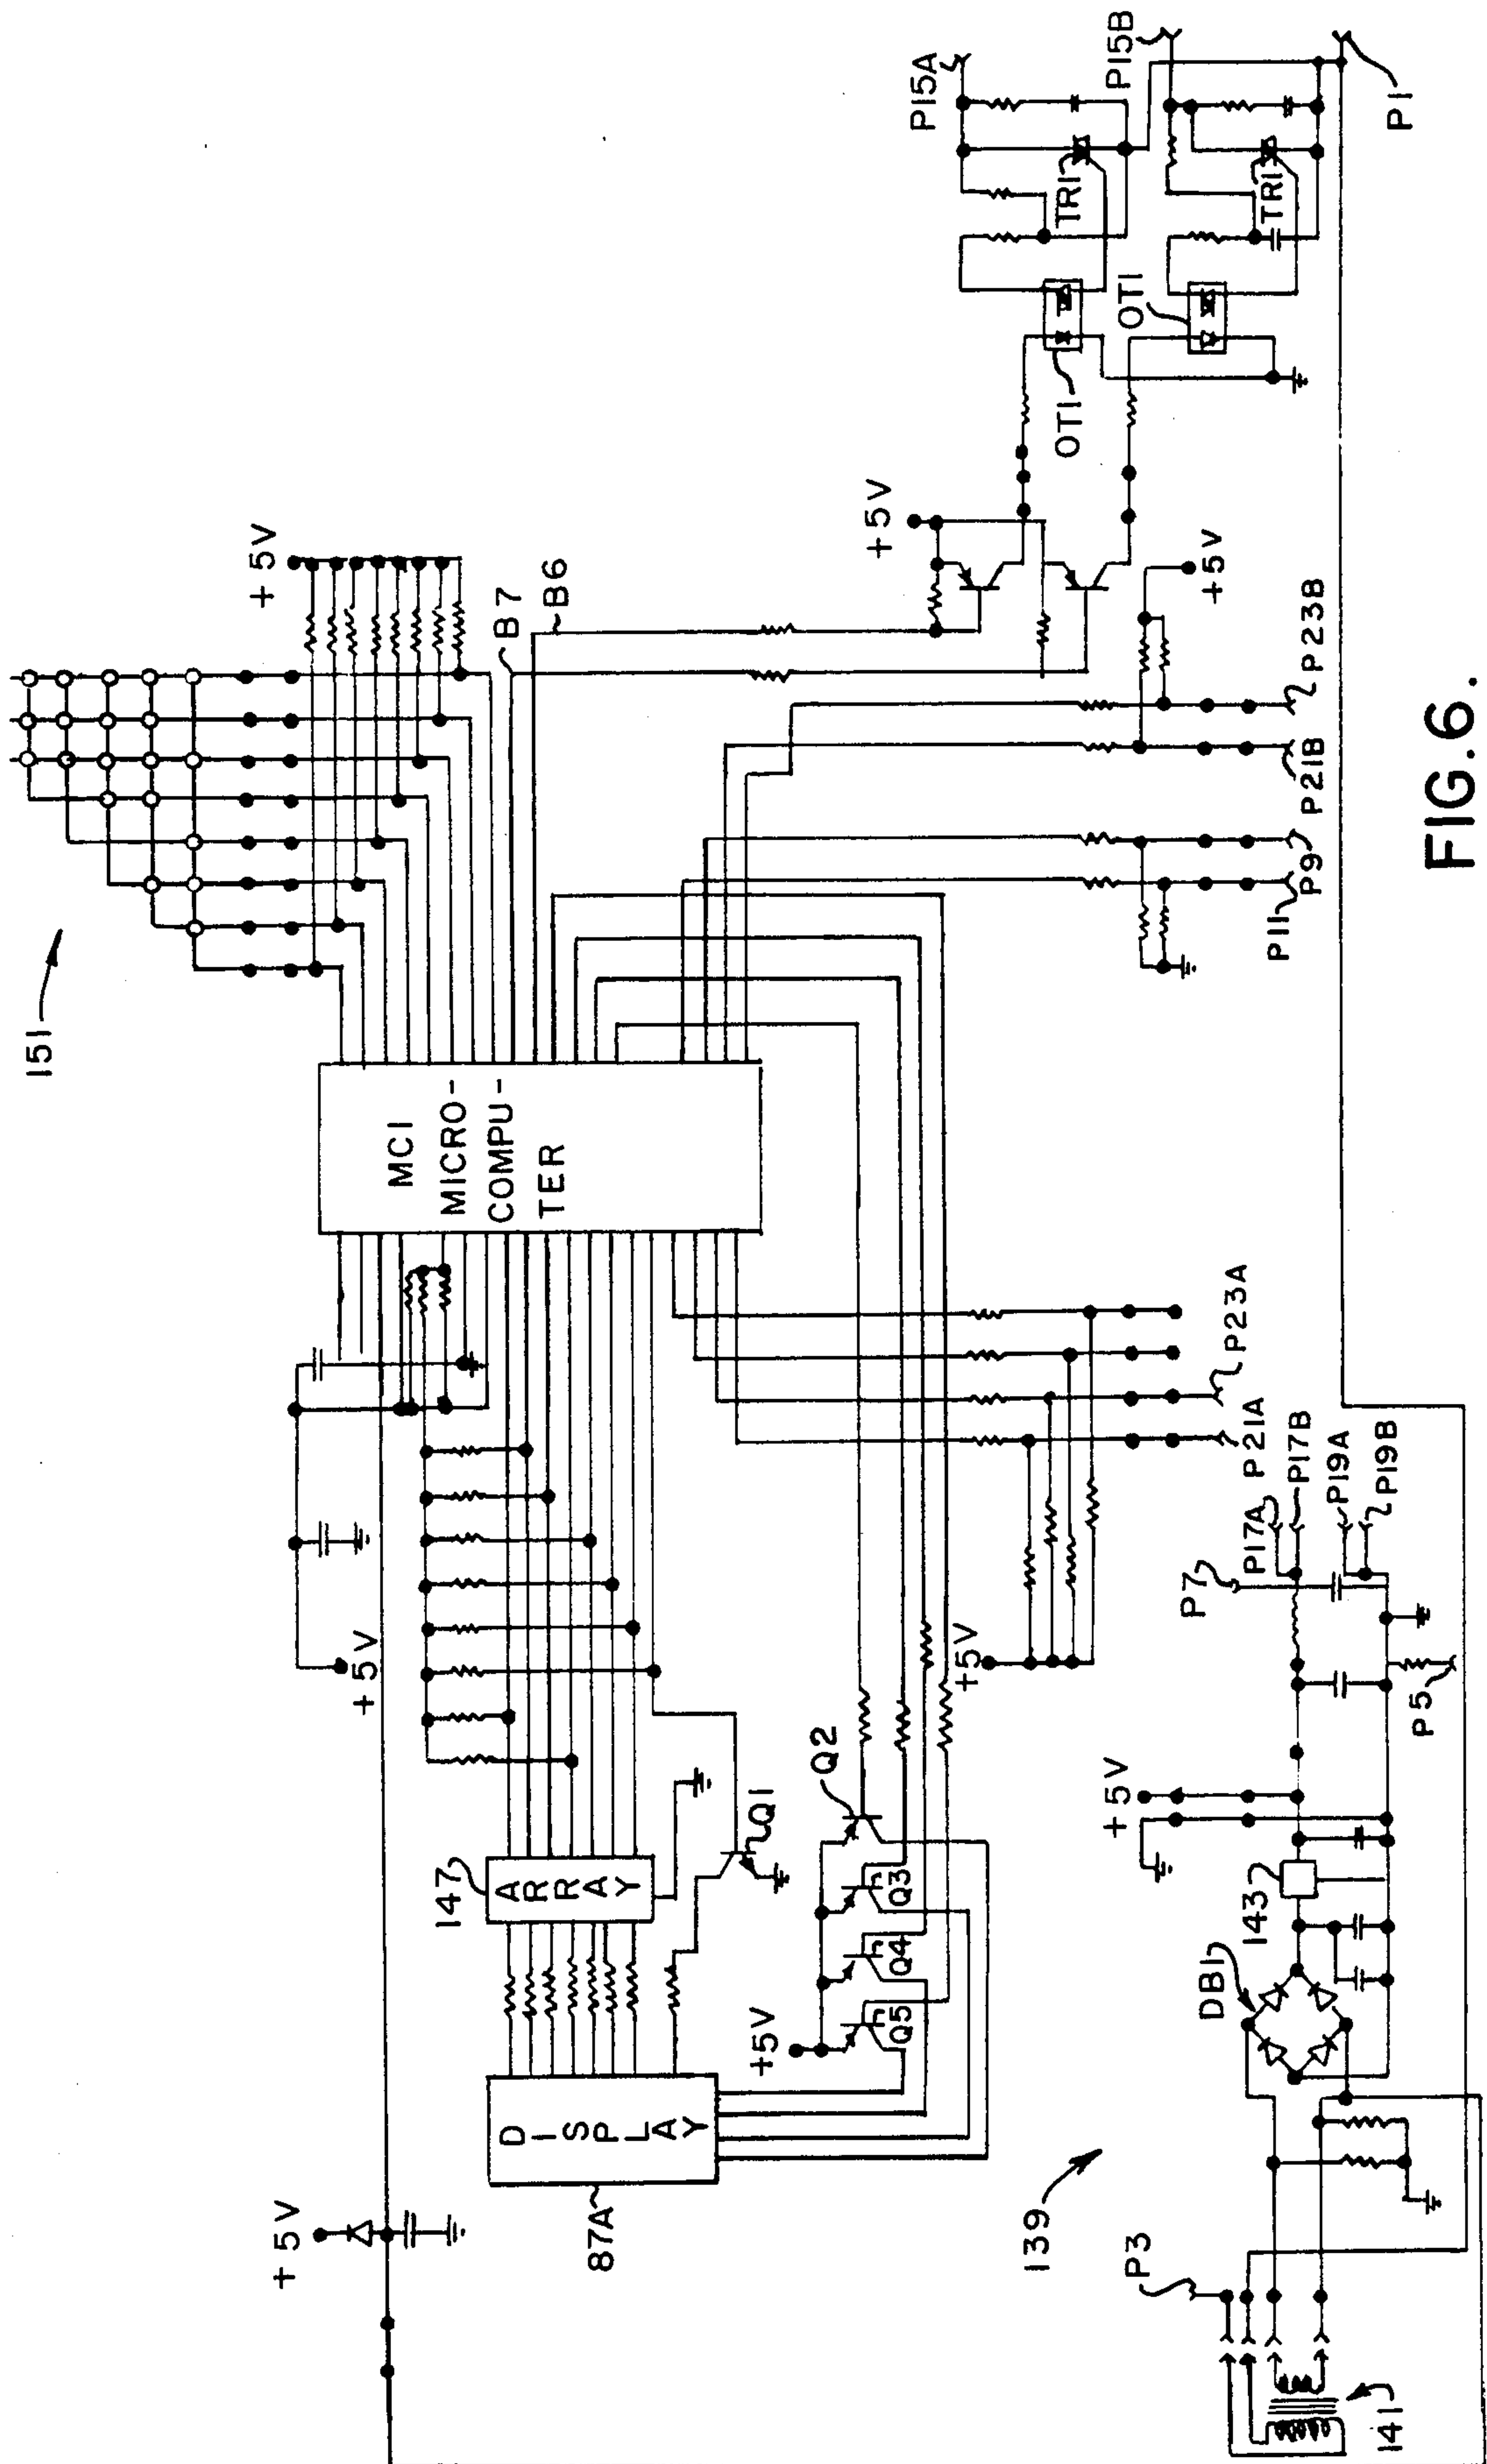 151
+5V
B7
B6
+5V
P15A
P15B
TR1
TR1
OT1
OT1
P1
+5V
P23B
P21B
P9
P11
MC1
MICRO-
COMPU-
TER
+5V
+5V
147
ARRAY
Q1
DISPLAY
87A
Q2
Q3
Q4
Q5
+5V
+5V
P23A
P21A
P17B
P17A
P19A
P19B
P7
P5
+5V
143
DB1
139
P3
141
FIG.6.